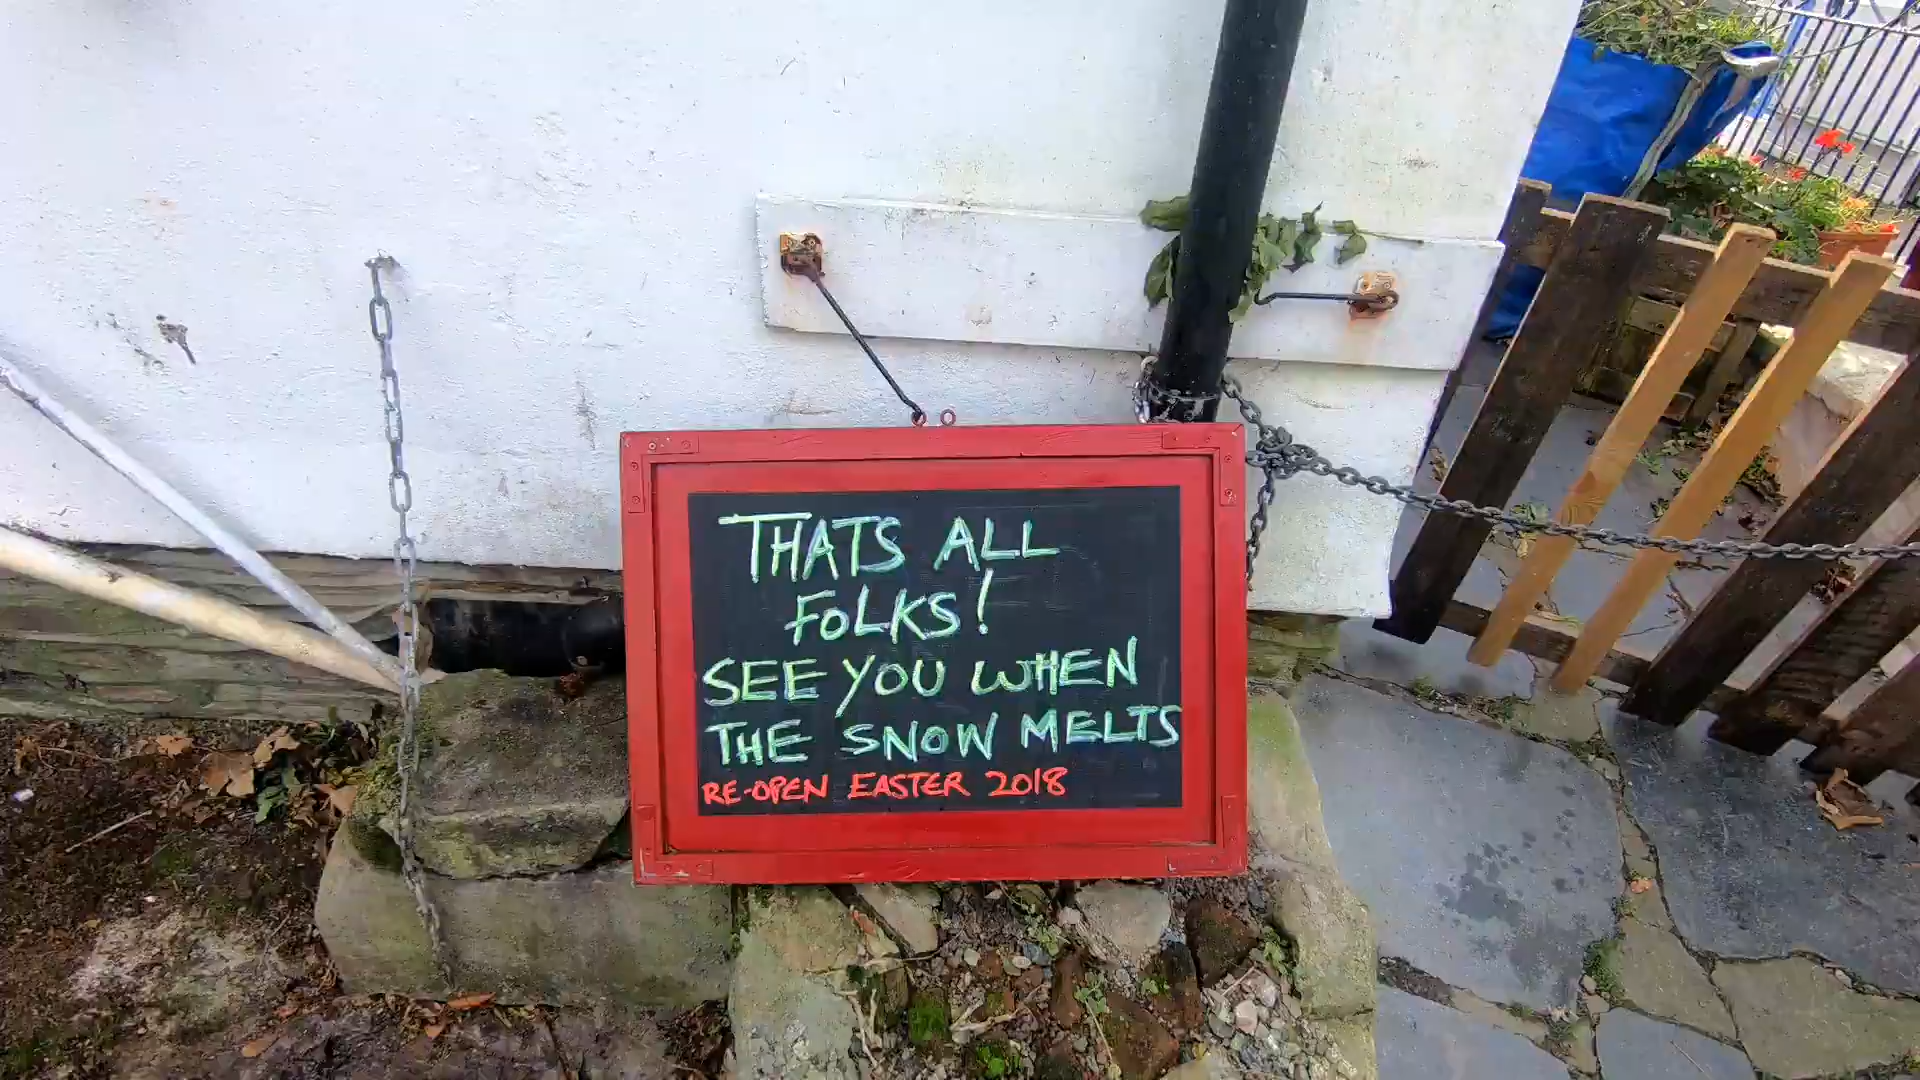 THATS ALL
FOLKS!
SEE YOU WHEN
THE SNOW MELTS
RE-OPEN EASTER 2018